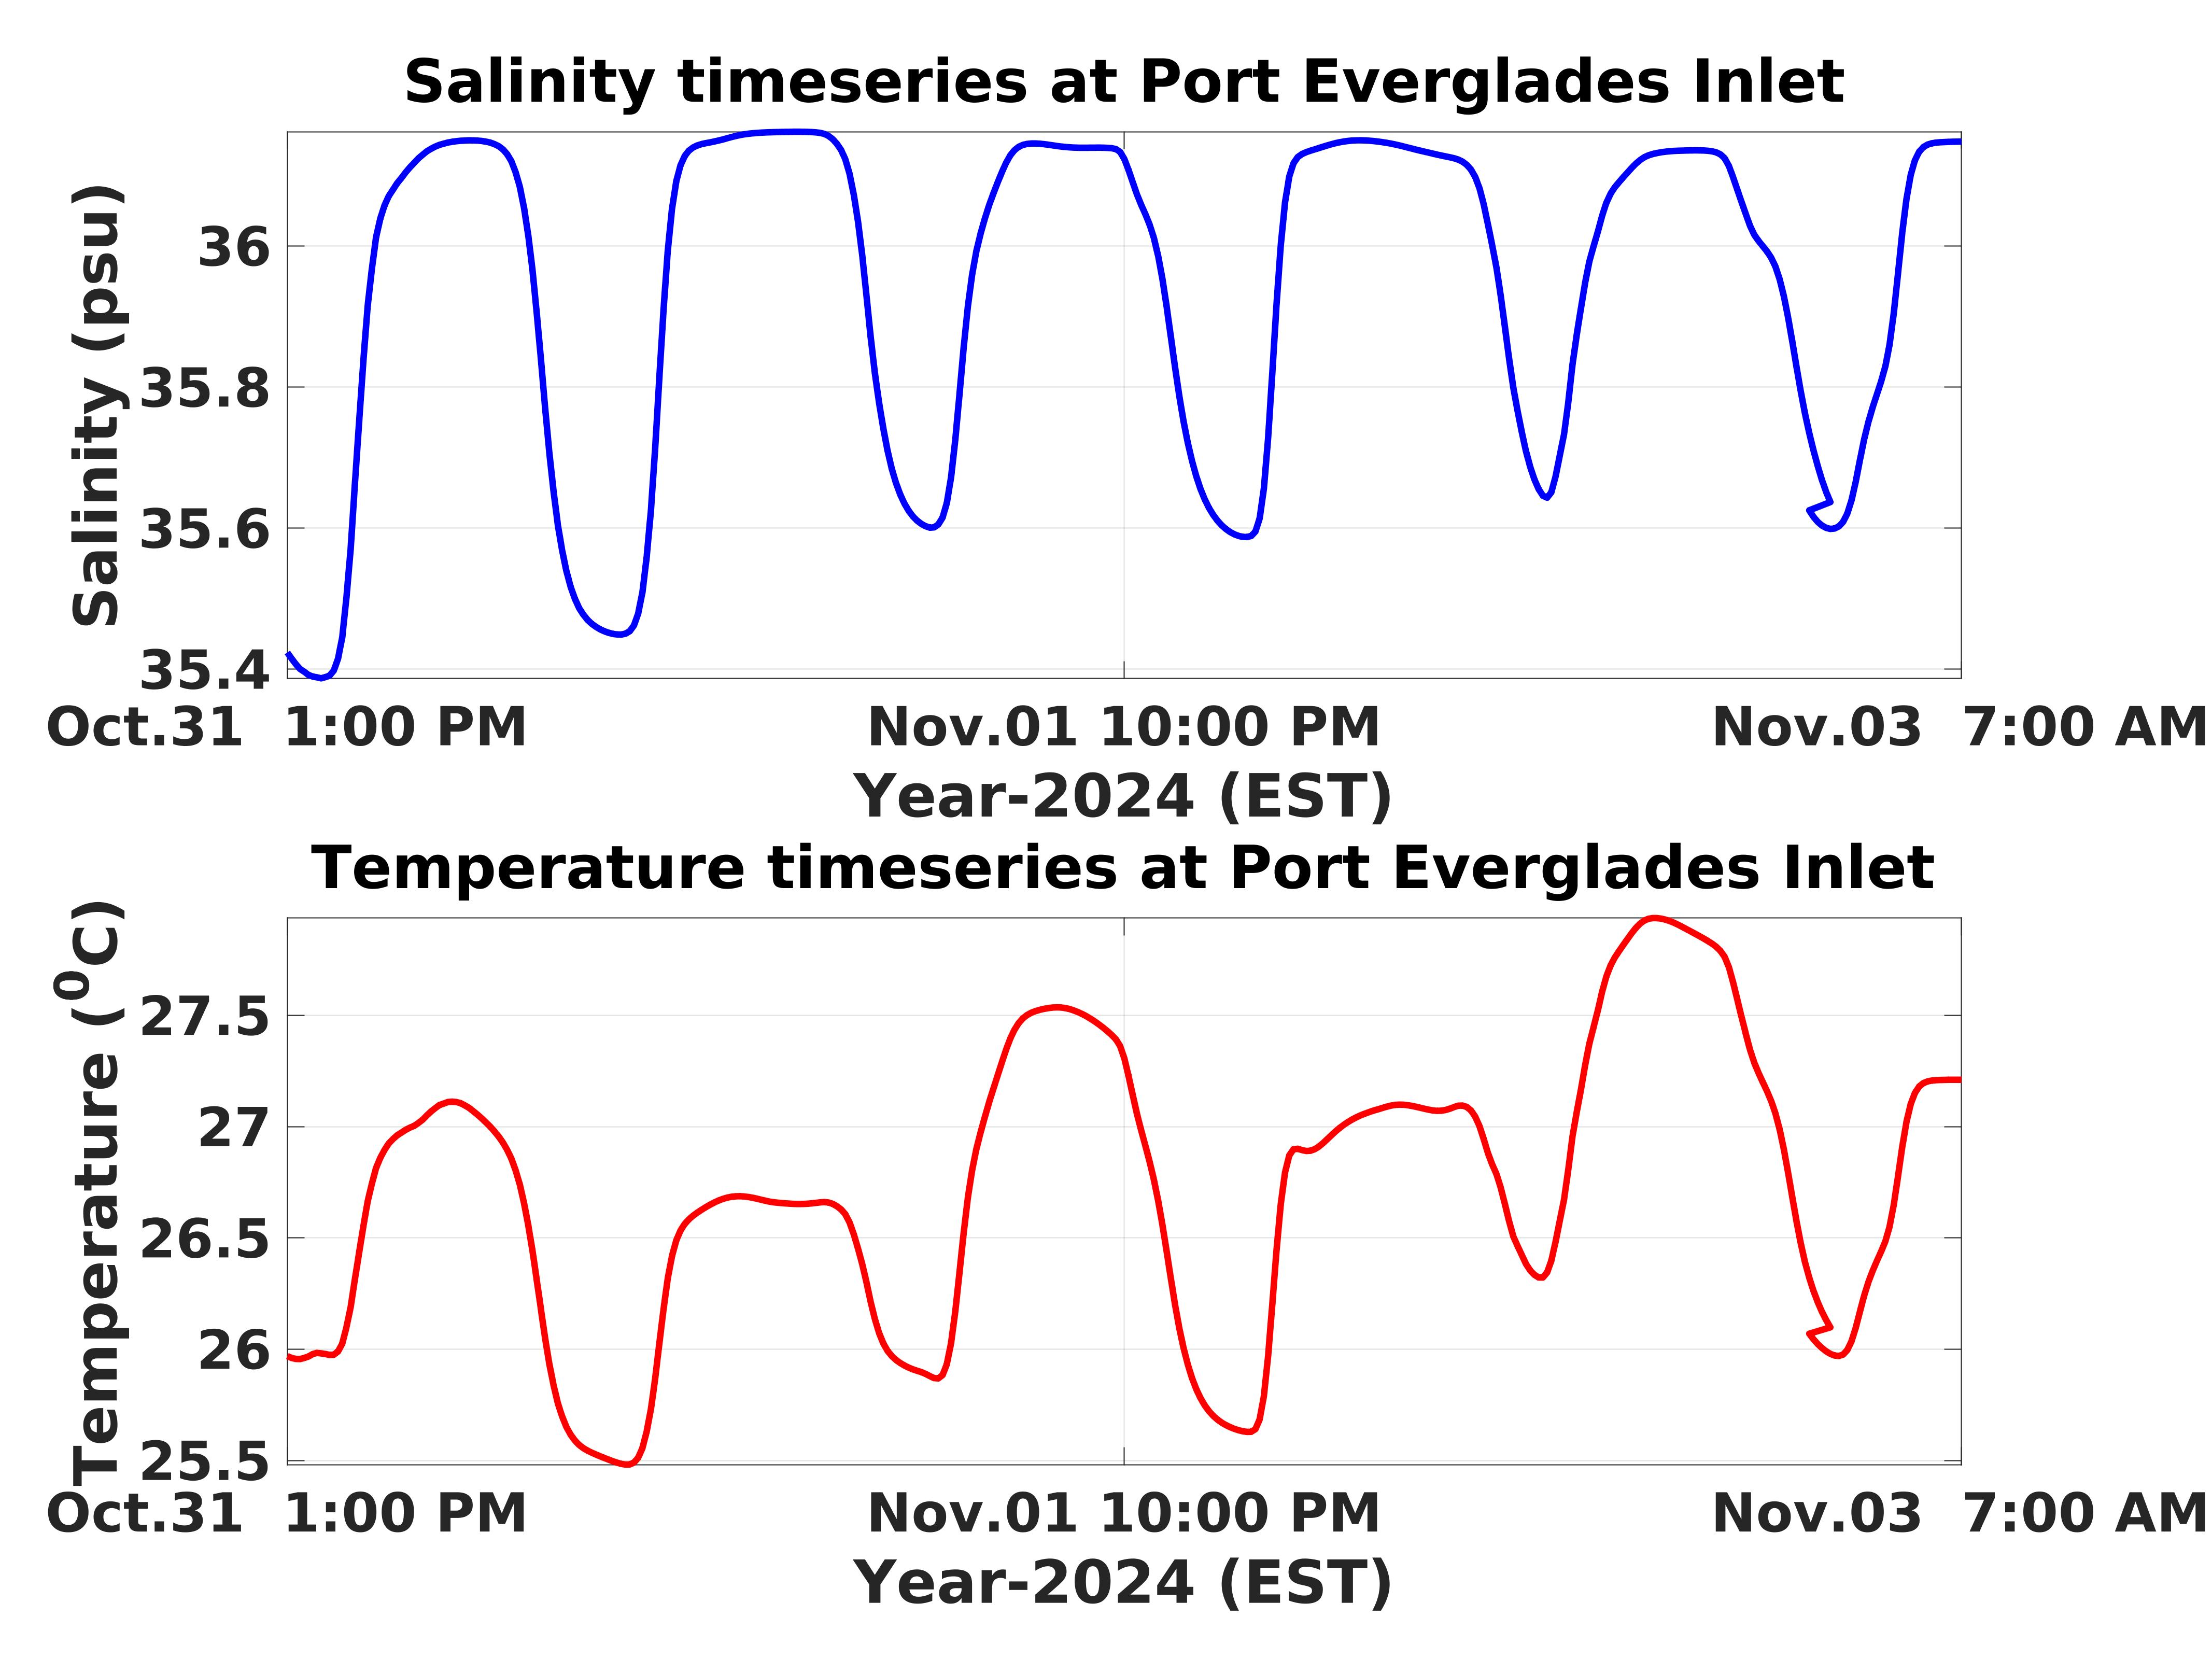 Salinity timeseries at Port Everglades Inlet
Salinity (psu)
36
35.8
35.6
35.4
Oct.31 1:00 PM Nov.01 10:00 PM Nov.03 7:00 AM
Year-2024 (EST)
Temperature timeseries at Port Everglades Inlet
Temperature (⁰C)
27.5
27
26.5
26
25.5
Oct.31 1:00 PM Nov.01 10:00 PM Nov.03 7:00 AM
Year-2024 (EST)